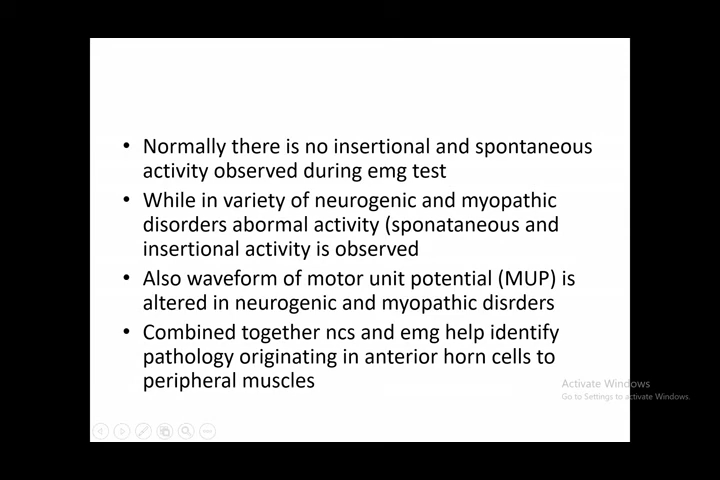 • Normally there is no insertional and spontaneous
activity observed during emg test
• While in variety of neurogenic and myopathic
disorders abormal activity (sponataneous and
insertional activity is observed
• Also waveform of motor unit potential (MUP) is
altered in neurogenic and myopathic disrders
• Combined together ncs and emg help identify
pathology originating in anterior horn cells to
peripheral muscles
Activate Windows
Go to Settings to activate Windows.